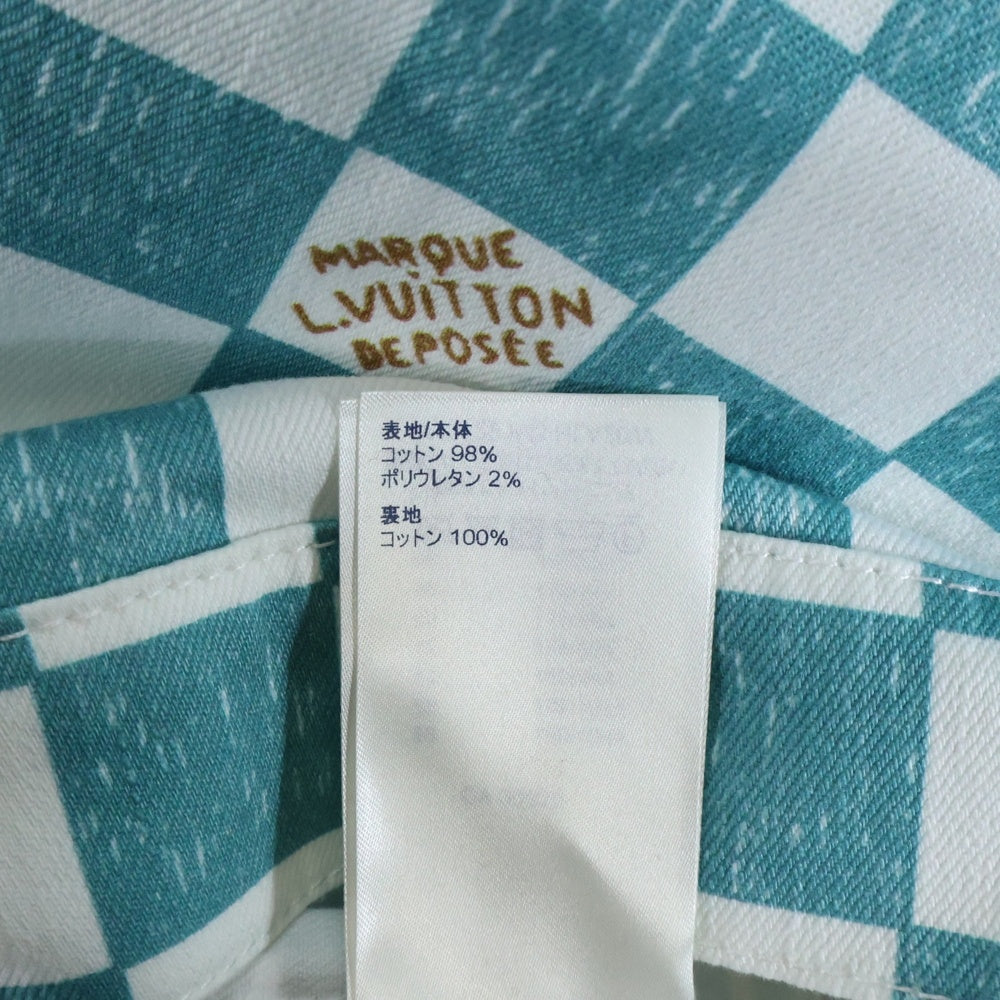 MARQUE
L.VUITTON
DEPOSÉE
表地/本体
コットン 98%
ポリウレタン 2%
裏地
コットン 100%